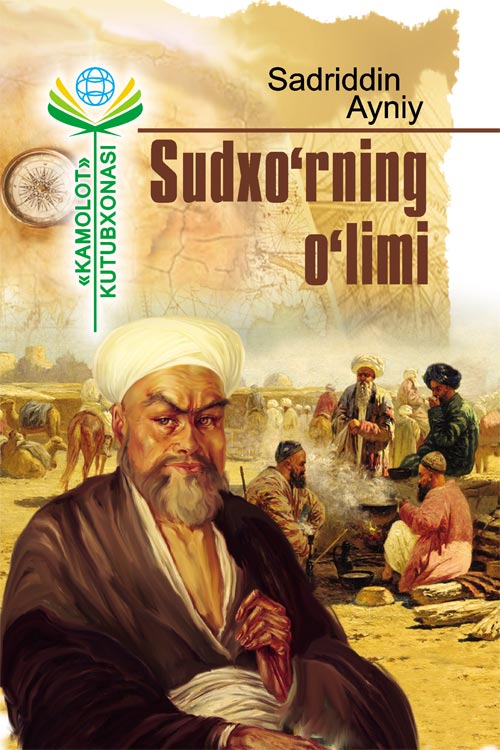 Sadriddin
Ayniy
Sudxo‘rning
o‘limi
«KAMOLOT»
KUTUBXONASI